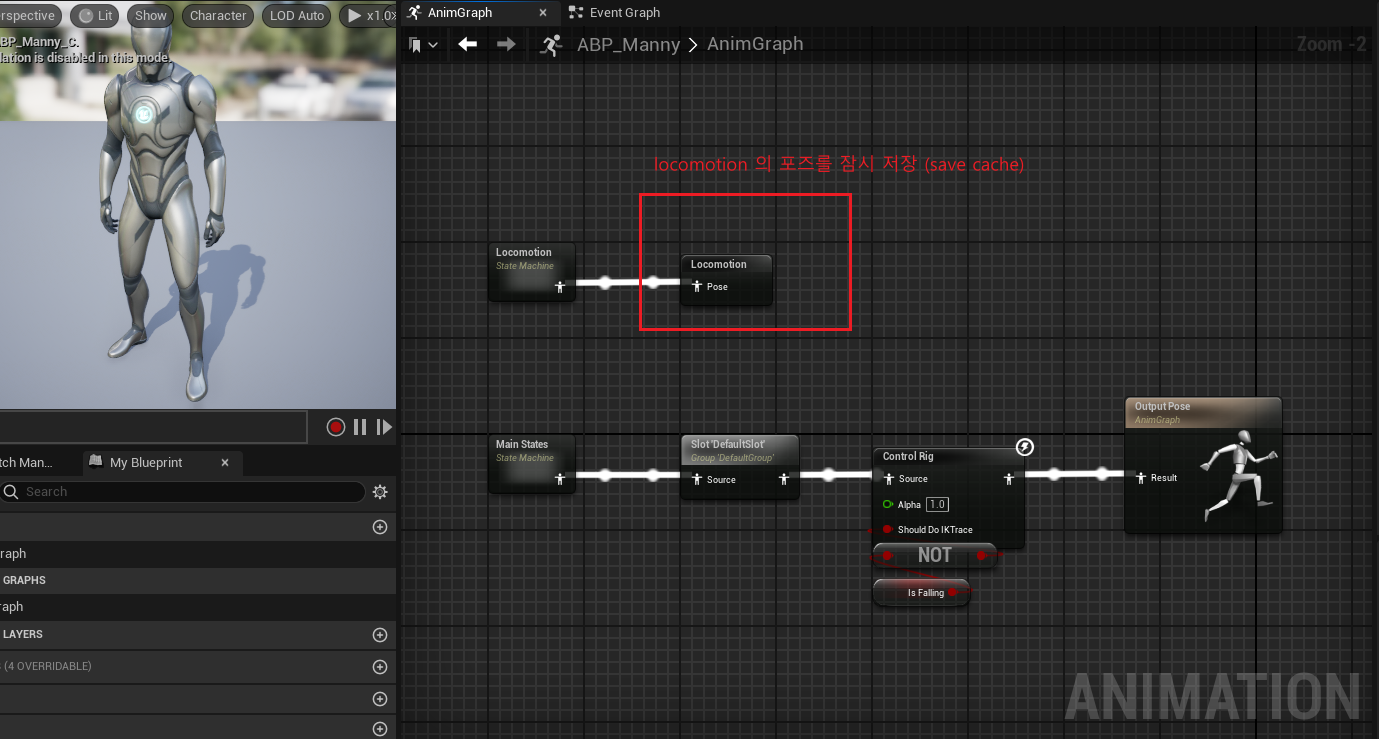 rspective Lit Show Character LOD Auto x1.0
ABP_Manny_C.
lation is disabled in this mode.
tch Man... My Blueprint ×
Search
raph
GRAPHS
raph
LAYERS
S (4 OVERRIDABLE)
AnimGraph × Event Graph
ABP_Manny > AnimGraph Zoom -2
locomotion 의 포즈를 잠시 저장 (save cache)
Locomotion
State Machine
Locomotion
Pose
Main States
State Machine
Slot 'DefaultSlot'
Group 'DefaultGroup'
Source
Control Rig
Source
Alpha 1.0
Should Do IKTrace
NOT
Is Falling
Output Pose
AnimGraph
Result
ANIMATION